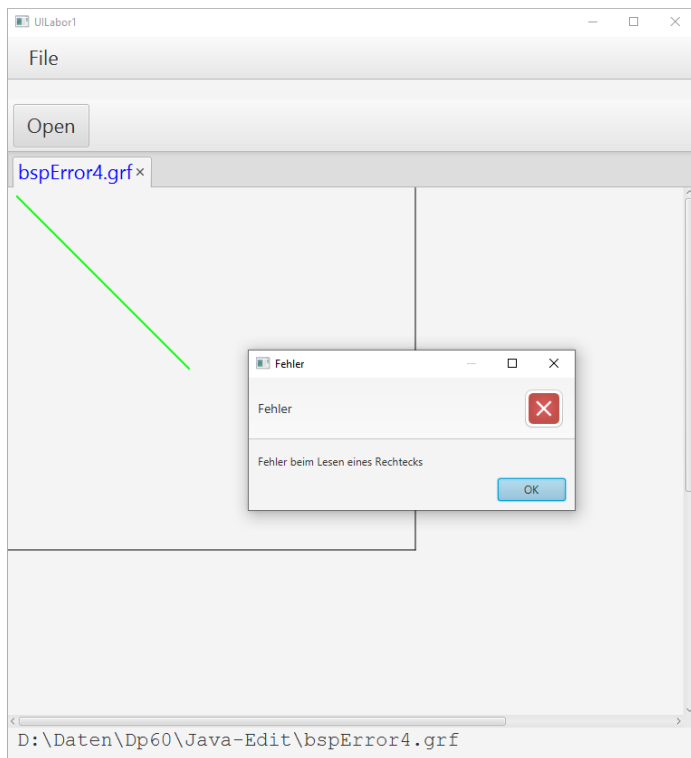 UILabor1
File
Open
bspError4.grf
Fehler
Fehler
Fehler beim Lesen eines Rechtecks
OK
D:\Daten\Dp60\Java-Edit\bspError4.grf